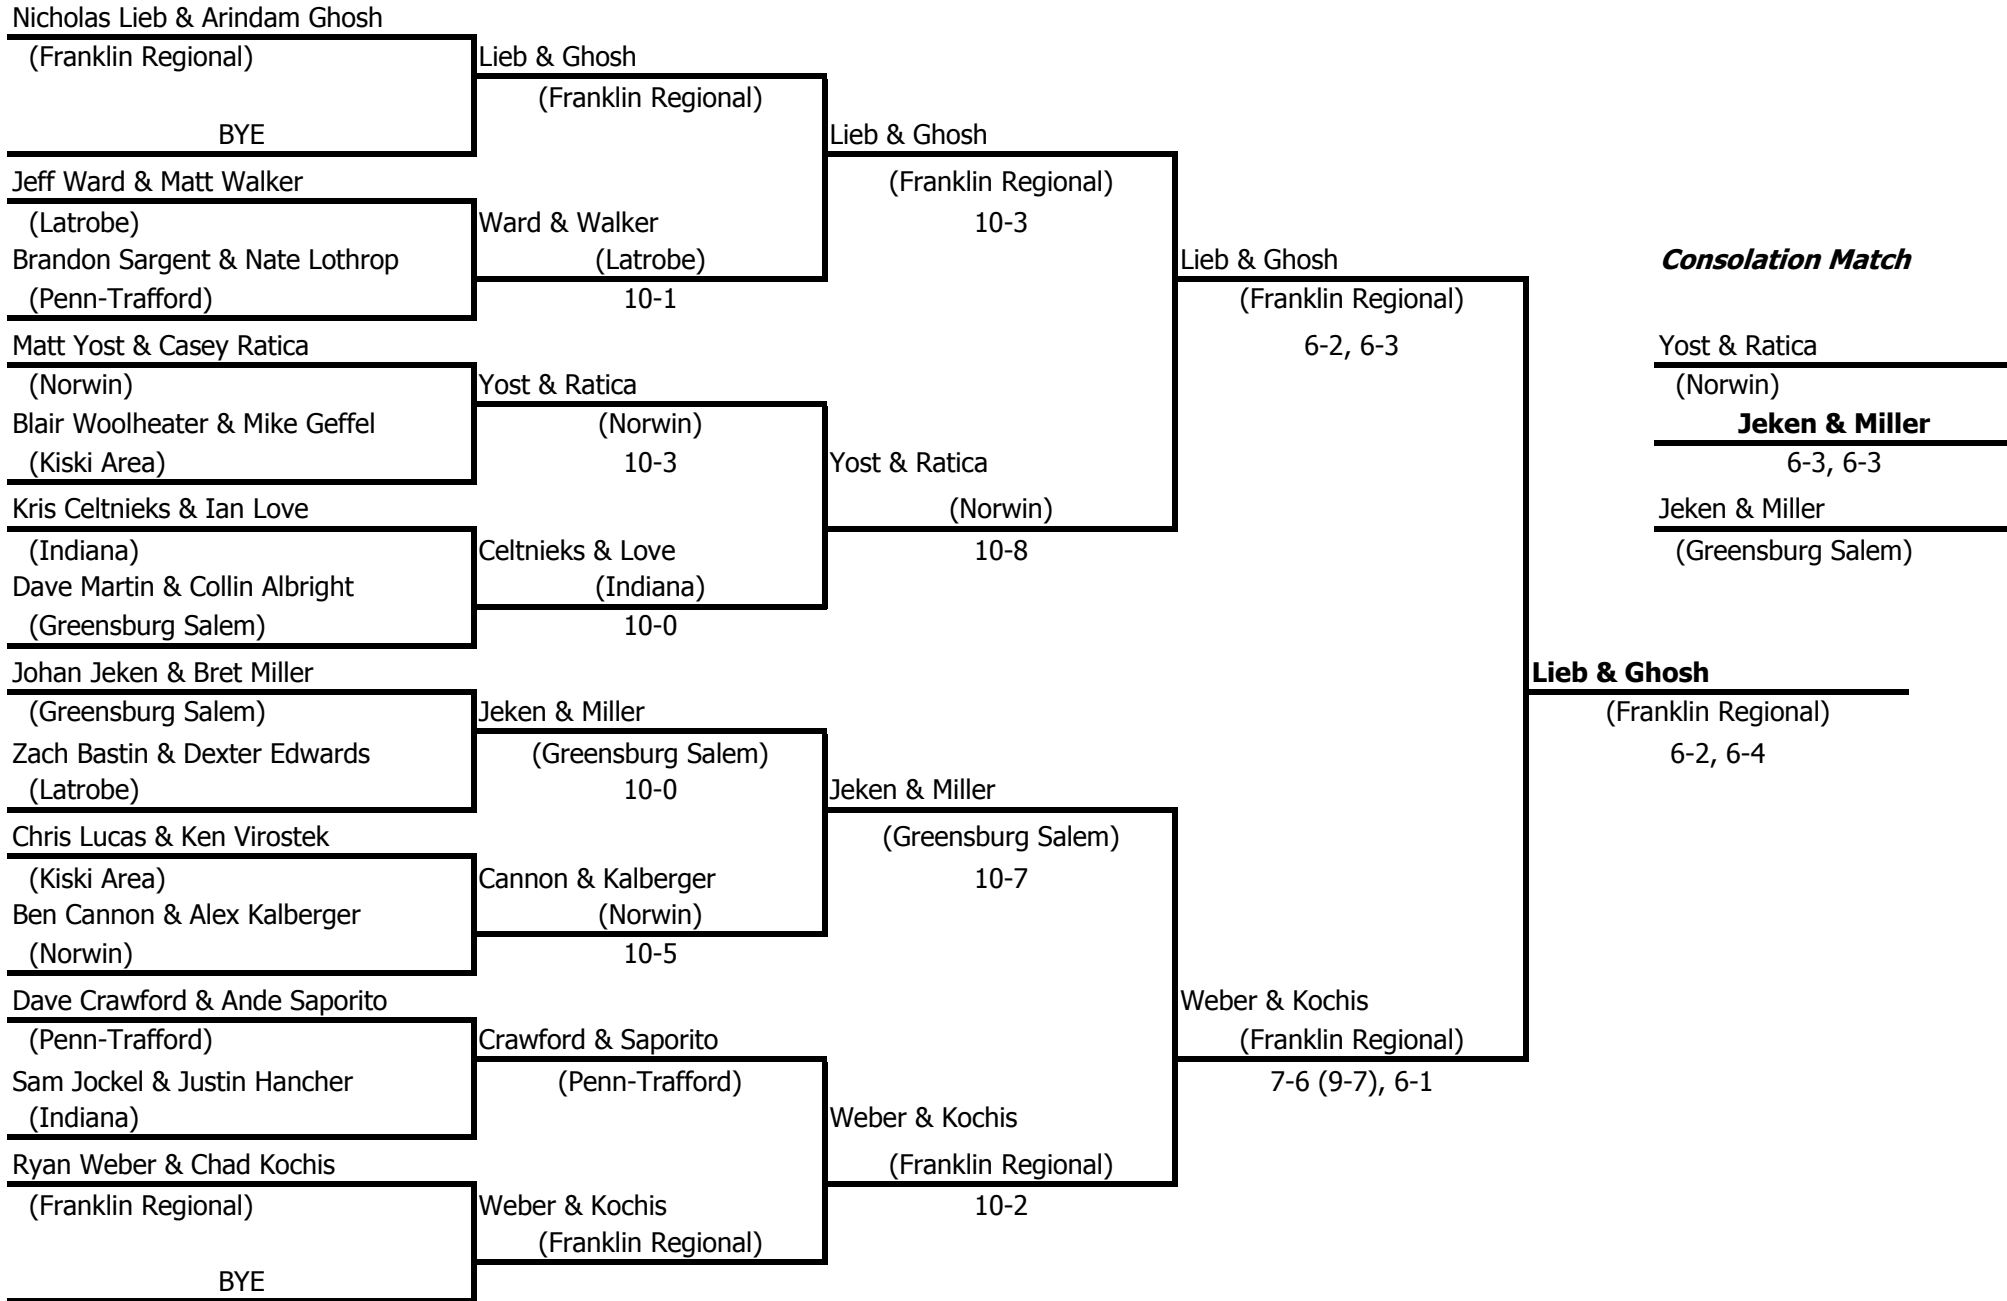 Nicholas Lieb & Arindam Ghosh
(Franklin Regional)
BYE
Jeff Ward & Matt Walker
(Latrobe)
Brandon Sargent & Nate Lothrop
(Penn-Trafford)
Matt Yost & Casey Ratica
(Norwin)
Blair Woolheater & Mike Geffel
(Kiski Area)
Kris Celtnieks & Ian Love
(Indiana)
Dave Martin & Collin Albright
(Greensburg Salem)
Johan Jeken & Bret Miller
(Greensburg Salem)
Zach Bastin & Dexter Edwards
(Latrobe)
Chris Lucas & Ken Virostek
(Kiski Area)
Ben Cannon & Alex Kalberger
(Norwin)
Dave Crawford & Ande Saporito
(Penn-Trafford)
Sam Jockel & Justin Hancher
(Indiana)
Ryan Weber & Chad Kochis
(Franklin Regional)
BYE
Lieb & Ghosh
(Franklin Regional)
Ward & Walker
(Latrobe)
10-1
Yost & Ratica
(Norwin)
10-3
Celtnieks & Love
(Indiana)
10-0
Jeken & Miller
(Greensburg Salem)
10-0
Cannon & Kalberger
(Norwin)
10-5
Crawford & Saporito
(Penn-Trafford)
Weber & Kochis
(Franklin Regional)
Lieb & Ghosh
(Franklin Regional)
10-3
Yost & Ratica
(Norwin)
10-8
Jeken & Miller
(Greensburg Salem)
10-7
Weber & Kochis
(Franklin Regional)
10-2
Lieb & Ghosh
(Franklin Regional)
6-2, 6-3
Weber & Kochis
(Franklin Regional)
7-6 (9-7), 6-1
Lieb & Ghosh
(Franklin Regional)
6-2, 6-4
Consolation Match
Yost & Ratica
(Norwin)
Jeken & Miller
6-3, 6-3
Jeken & Miller
(Greensburg Salem)